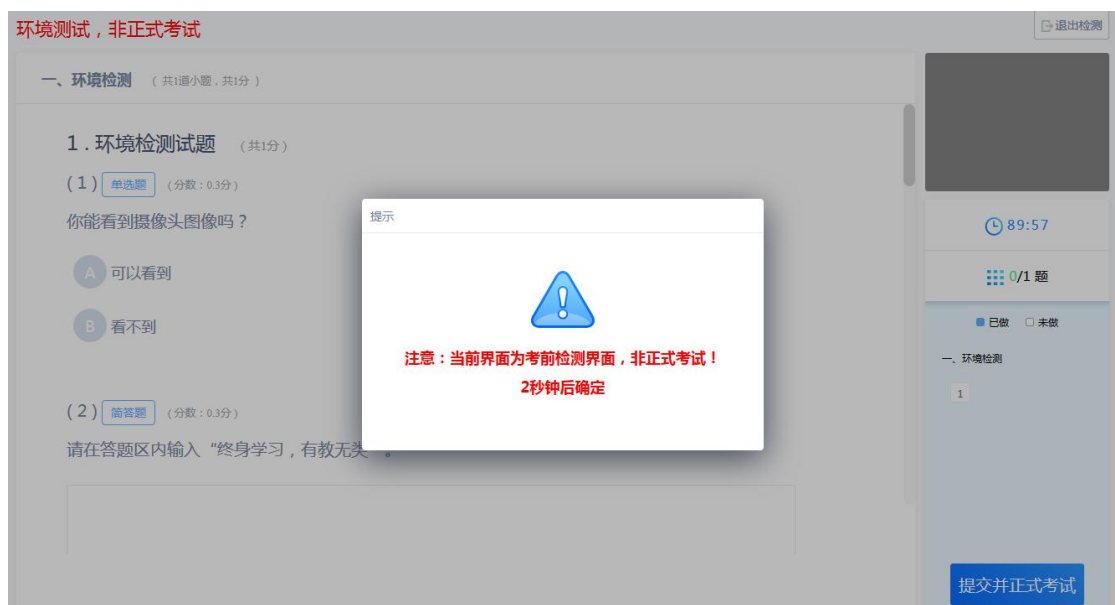 环境测试，非正式考试
退出检测
一、环境检测 （共1道小题，共1分）
1．环境检测试题 （共1分）
(1) 单选题 （分数：0.3分）
你能看到摄像头图像吗？
A 可以看到
B 看不到
(2) 简答题 （分数：0.3分）
请在答题区内输入“终身学习，有教无类”。
提示
注意：当前界面为考前检测界面，非正式考试！
2秒钟后确定
89:57
0/1 题
已做 未做
一、环境检测
1
提交并正式考试